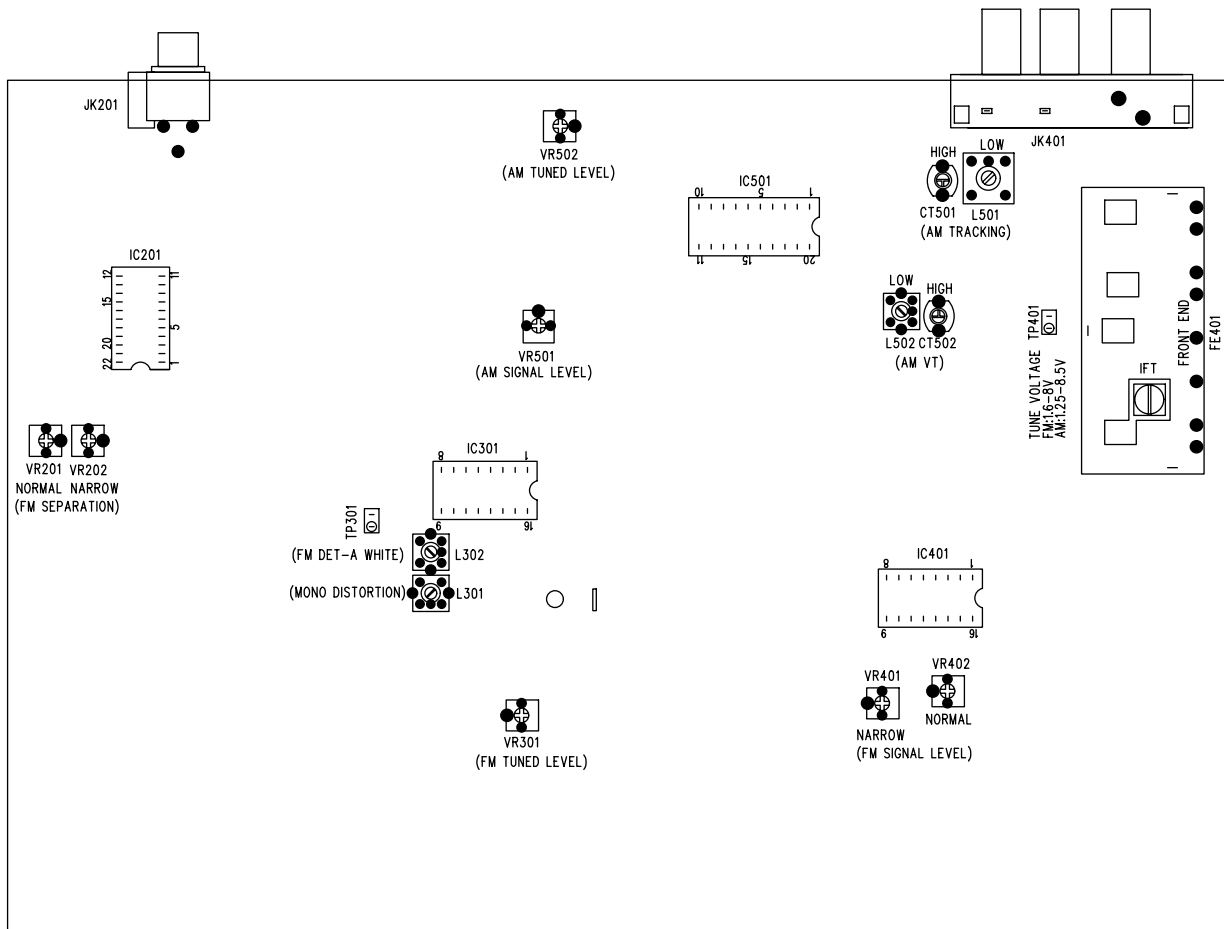 JK201
VR502
(AM TUNED LEVEL)
JK401
HIGH
LOW
CT501
L501
(AM TRACKING)
IC501
10
5
1
11
15
20
IC201
12
11
15
5
20
22
1
VR501
(AM SIGNAL LEVEL)
LOW
HIGH
L502
CT502
(AM VT)
TUNE VOLTAGE TP401
FM:1.6-8V
AM:1.25-8.5V
FRONT END
FE401
IFT
VR201
VR202
NORMAL
NARROW
(FM SEPARATION)
IC301
8
1
9
16
TP301
(FM DET-A WHITE)
L302
(MONO DISTORTION)
L301
IC401
8
1
9
16
VR401
VR402
NARROW
NORMAL
(FM SIGNAL LEVEL)
VR301
(FM TUNED LEVEL)